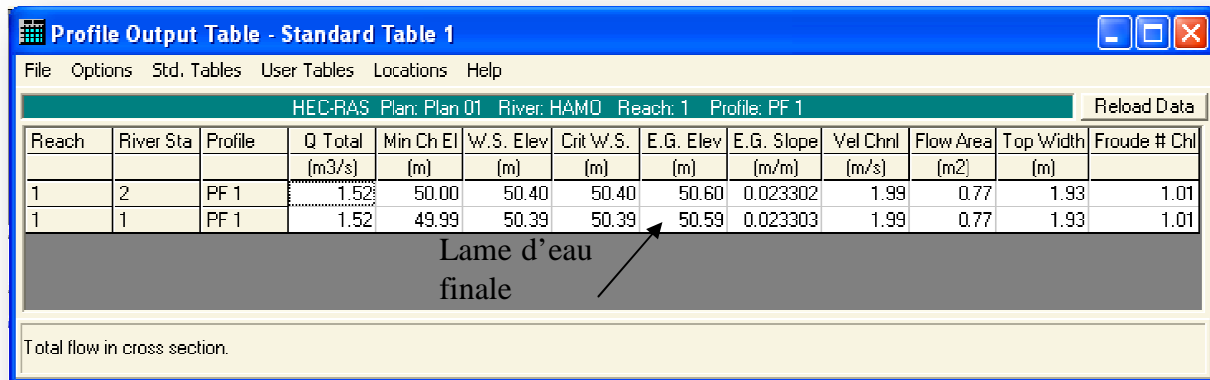 Profile Output Table - Standard Table 1
File Options Std. Tables User Tables Locations Help
HEC-RAS Plan: Plan 01 River: HAMO Reach: 1 Profile: PF 1 Reload Data
Reach River Sta Profile Q Total Min Ch El W.S. Elev Crit W.S. E.G. Elev E.G. Slope Vel Chnl Flow Area Top Width Froude # Chl
(m3/s) (m) (m) (m) (m) (m/m) (m/s) (m2) (m)
1 2 PF 1 1.52 50.00 50.40 50.40 50.60 0.023302 1.99 0.77 1.93 1.01
1 1 PF 1 1.52 49.99 50.39 50.39 50.59 0.023303 1.99 0.77 1.93 1.01
Lame d’eau
finale
Total flow in cross section.